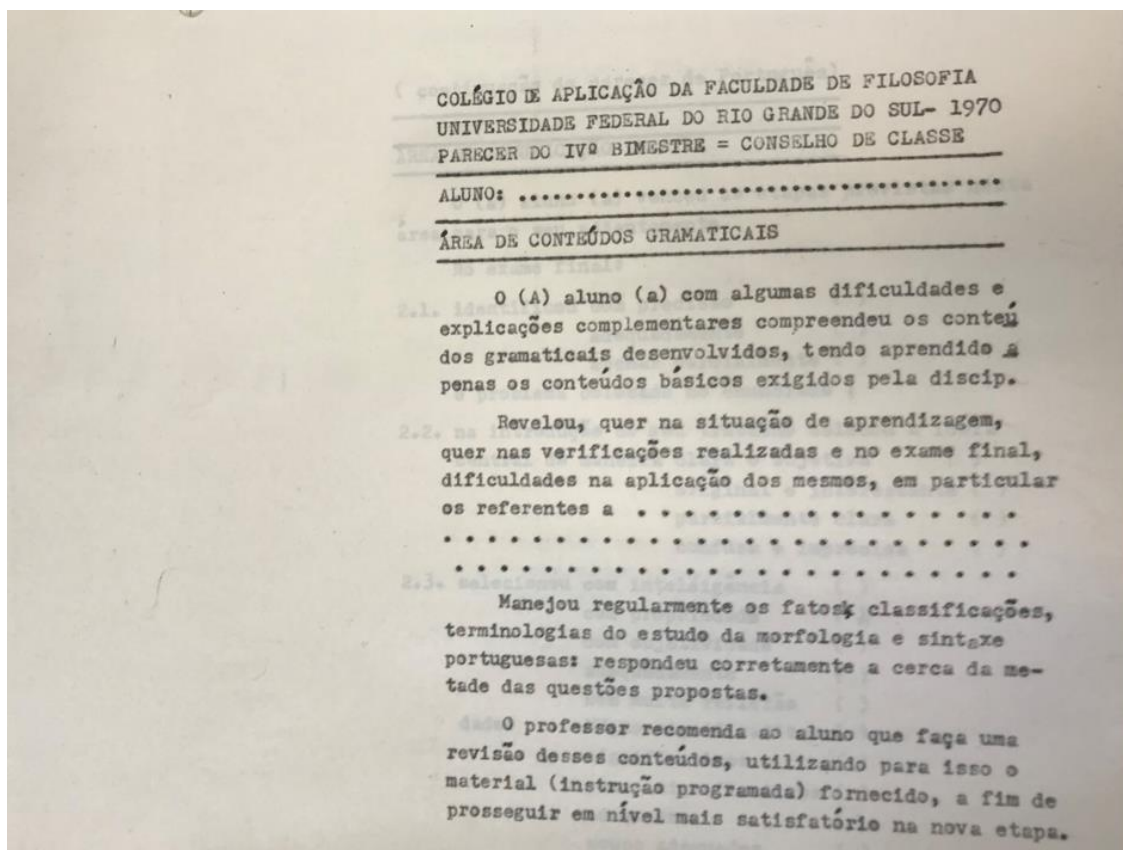 COLÉGIO DE APLICAÇÃO DA FACULDADE DE FILOSOFIA
UNIVERSIDADE FEDERAL DO RIO GRANDE DO SUL- 1970
PARECER DO IVº BIMESTRE = CONSELHO DE CLASSE
ALUNO: ..........................................
ÁREA DE CONTEÚDOS GRAMATICAIS
O (A) aluno (a) com algumas dificuldades e
explicações complementares compreendeu os conteú
dos gramaticais desenvolvidos, tendo aprendido a
penas os conteúdos básicos exigidos pela discip.
Revelou, quer na situação de aprendizagem,
quer nas verificações realizadas e no exame final,
dificuldades na aplicação dos mesmos, em particular
os referentes a . . . . . . . . . . . . . . . .
. . . . . . . . . . . . . . . . . . . . . . . .
. . . . . . . . . . . . . . . . . . . . . . . .
Manejou regularmente os fatos, classificações,
terminologias do estudo da morfologia e sintaxe
portuguesas: respondeu corretamente a cerca da me-
tade das questões propostas.
O professor recomenda ao aluno que faça uma
revisão desses conteúdos, utilizando para isso o
material (instrução programada) fornecido, a fim de
prosseguir em nível mais satisfatório na nova etapa.